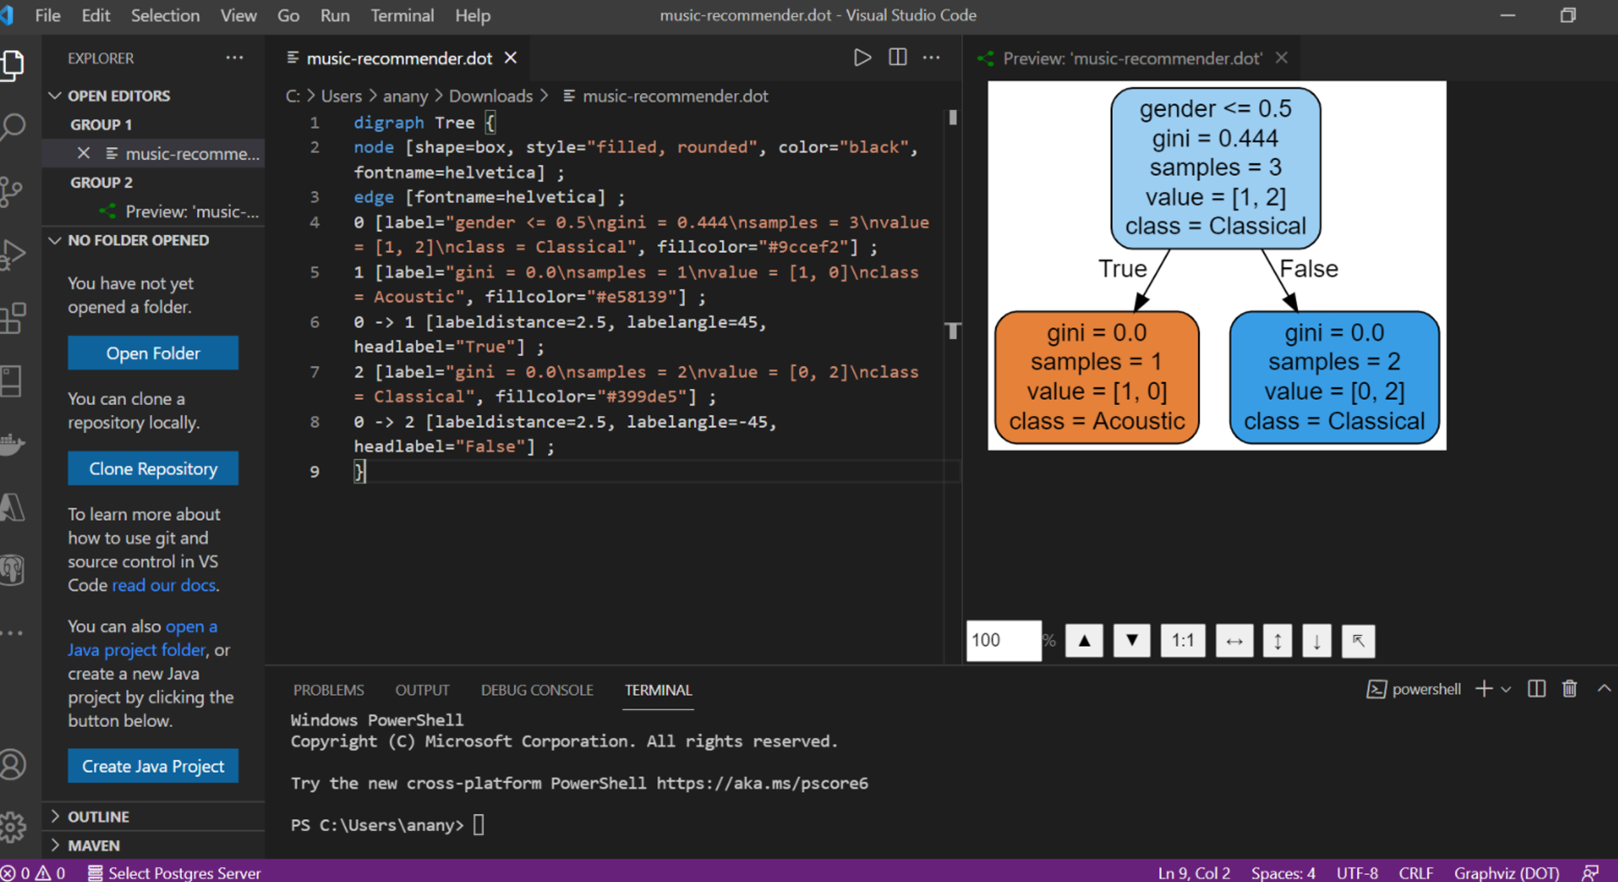 File Edit Selection View Go Run Terminal Help
music-recommender.dot - Visual Studio Code
EXPLORER
OPEN EDITORS
GROUP 1
music-recomme...
GROUP 2
Preview: 'music-...
NO FOLDER OPENED
You have not yet
opened a folder.
Open Folder
You can clone a
repository locally.
Clone Repository
To learn more about
how to use git and
source control in VS
Code read our docs.
You can also open a
Java project folder, or
create a new Java
project by clicking the
button below.
Create Java Project
OUTLINE
MAVEN
music-recommender.dot
C: > Users > anany > Downloads > music-recommender.dot
1 digraph Tree {
2 node [shape=box, style="filled, rounded", color="black",
fontname=helvetica] ;
3 edge [fontname=helvetica] ;
4 0 [label="gender <= 0.5\ngini = 0.444\nsamples = 3\nvalue
= [1, 2]\nclass = Classical", fillcolor="#9ccef2"] ;
5 1 [label="gini = 0.0\nsamples = 1\nvalue = [1, 0]\nclass
= Acoustic", fillcolor="#e58139"] ;
6 0 -> 1 [labeldistance=2.5, labelangle=45,
headlabel="True"] ;
7 2 [label="gini = 0.0\nsamples = 2\nvalue = [0, 2]\nclass
= Classical", fillcolor="#399de5"] ;
8 0 -> 2 [labeldistance=2.5, labelangle=-45,
headlabel="False"] ;
9 }
Preview: 'music-recommender.dot'
gender <= 0.5
gini = 0.444
samples = 3
value = [1, 2]
class = Classical
True
False
gini = 0.0
samples = 1
value = [1, 0]
class = Acoustic
gini = 0.0
samples = 2
value = [0, 2]
class = Classical
100 % ▲ ▼ 1:1 ↔ ↕ ↓ ↖
PROBLEMS OUTPUT DEBUG CONSOLE TERMINAL
powershell
Windows PowerShell
Copyright (C) Microsoft Corporation. All rights reserved.
Try the new cross-platform PowerShell https://aka.ms/pscore6
PS C:\Users\anany>
0 0 Select Postgres Server
Ln 9, Col 2 Spaces: 4 UTF-8 CRLF Graphviz (DOT)